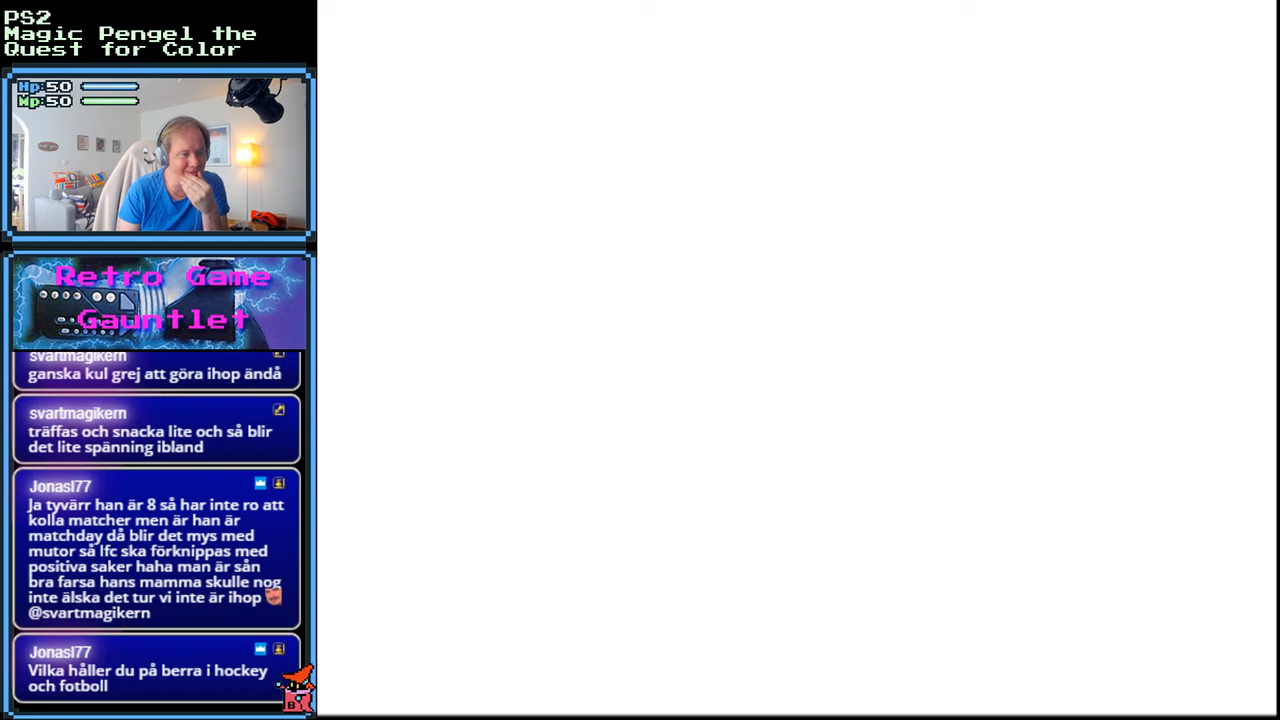 PS2
Magic Pengel the
Quest for Color
Hp:50
Mp:50
Retro Game
Gauntlet
svartmagikern
ganska kul grej att göra ihop ändå
svartmagikern
träffas och snacka lite och så blir
det lite spänning ibland
Jonasl77
Ja tyvärr han är 8 så har inte ro att
kolla matcher men är han är
matchday då blir det mys med
mutor så lfc ska förknippas med
positiva saker haha man är sån
bra farsa hans mamma skulle nog
inte älska det tur vi inte är ihop
@svartmagikern
Jonasl77
Vilka håller du på berra i hockey
och fotboll